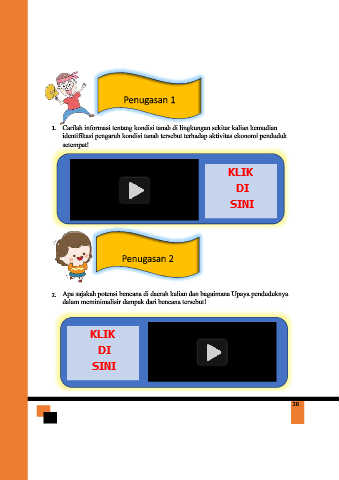 Penugasan 1
1. Carilah informasi tentang kondisi tanah di lingkungan sekitar kalian kemudian
identifikasi pengaruh kondisi tanah tersebut terhadap aktivitas ekonomi penduduk
setempat!
KLIK
DI
SINI
Penugasan 2
2. Apa sajakah potensi bencana di daerah kalian dan bagaimana Upaya penduduknya
dalam meminimalisir dampak dari bencana tersebut!
KLIK
DI
SINI